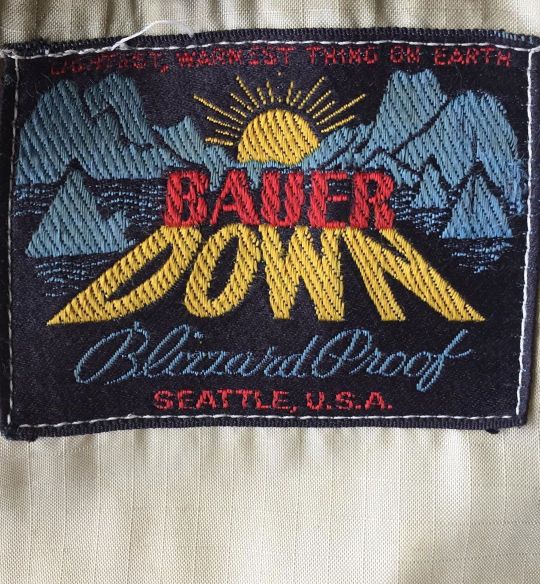 LIGHTEST, WARMEST THING ON EARTH
BAUER
DOWN
Blizzard Proof
SEATTLE, U.S.A.